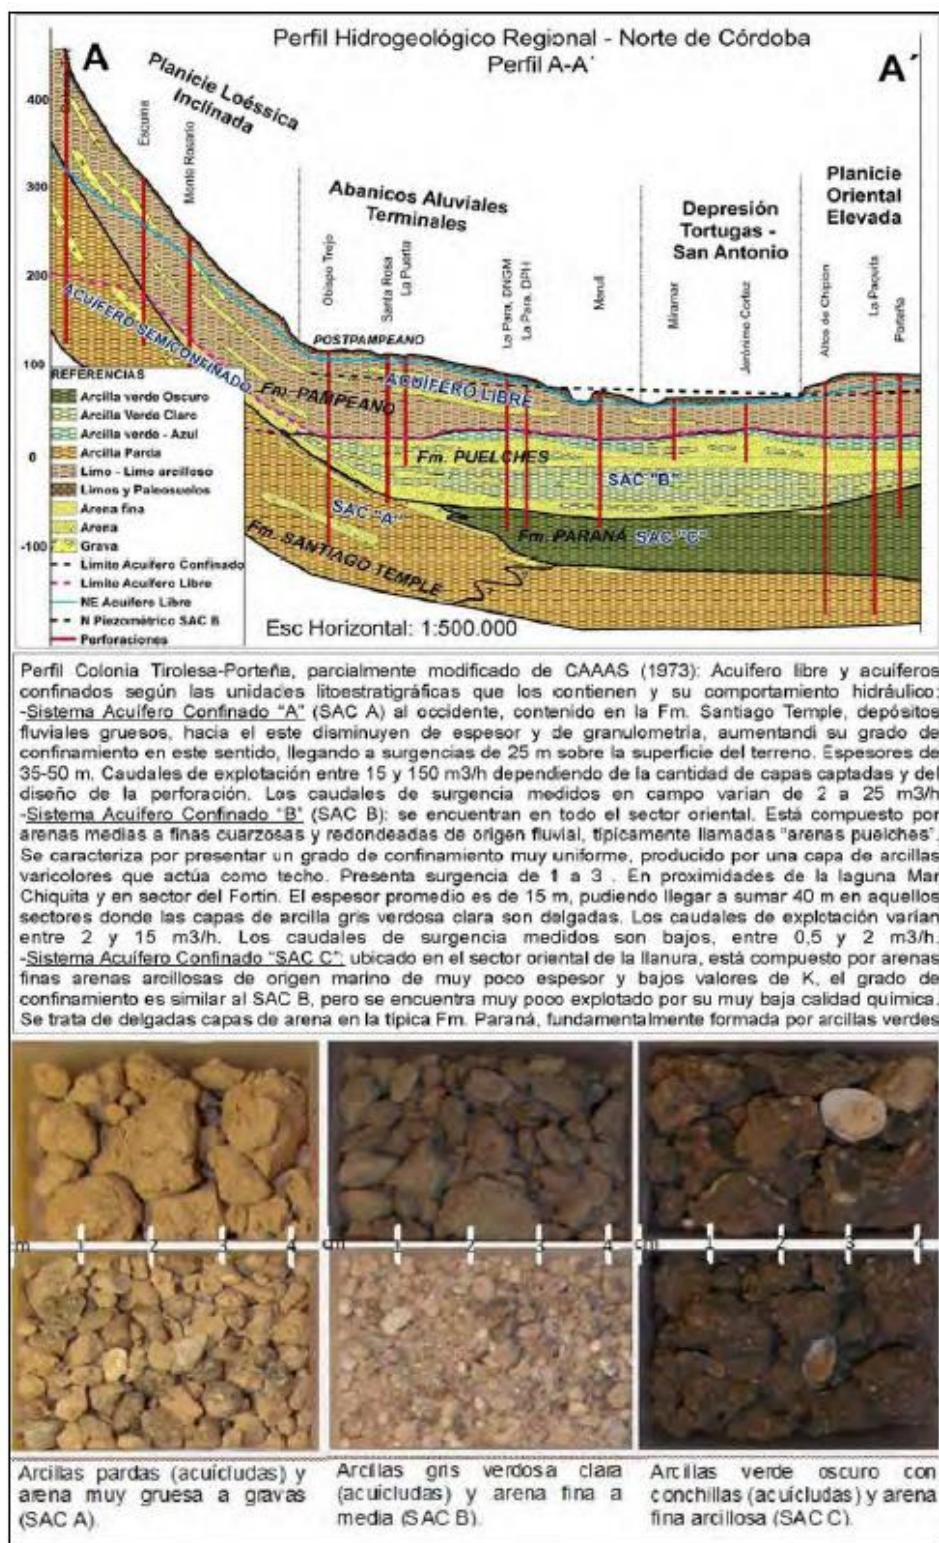 Perfil Hidrogeológico Regional - Norte de Córdoba
Perfil A-A´
A
A´
Planicie Loéssica
Inclinada
Abanicos Aluviales
Terminales
Depresión
Tortugas -
San Antonio
Planicie
Oriental
Elevada
Escuma
Monte Rosario
Obispo Trejo
Santa Rosa
La Puerta
La Para, DNGM
La Para, DPH
Marull
Miramar
Jerónimo Cortez
Altos de Chipion
La Paquita
Porteña
400
300
200
100
0
-100
POSTPAMPEANO
ACUÍFERO SEMICONFINADO
Fm. PAMPEANO
ACUÍFERO LIBRE
Fm. PUELCHES
SAC "B"
SAC "A"
Fm. PARANÁ
SAC "C"
Fm. SANTIAGO TEMPLE
REFERENCIAS
Arcilla verde Oscuro
Arcilla Verde Claro
Arcilla verde - Azul
Arcilla Parda
Limo - Limo arcilloso
Limos y Paleosuelos
Arena fina
Arena
Grava
Limite Acuífero Confinado
Limite Acuifero Libre
NE Acuífero Libre
N Piezométrico SAC B
Perforaciones
Esc Horizontal: 1:500.000
Perfil Colonia Tirolesa-Porteña, parcialmente modificado de CAAAS (1973): Acuífero libre y acuíferos
confinados según las unidades litoestratigráficas que los contienen y su comportamiento hidráulico:
-Sistema Acuífero Confinado "A" (SAC A) al occidente, contenido en la Fm. Santiago Temple, depósitos
fluviales gruesos, hacia el este disminuyen de espesor y de granulometría, aumentandi su grado de
confinamiento en este sentido, llegando a surgencias de 25 m sobre la superficie del terreno. Espesores de
35-50 m. Caudales de explotación entre 15 y 150 m3/h dependiendo de la cantidad de capas captadas y del
diseño de la perforación. Los caudales de surgencia medidos en campo varían de 2 a 25 m3/h
-Sistema Acuífero Confinado "B" (SAC B): se encuentran en todo el sector oriental. Está compuesto por
arenas medias a finas cuarzosas y redondeadas de origen fluvial, típicamente llamadas "arenas puelches".
Se caracteriza por presentar un grado de confinamiento muy uniforme, producido por una capa de arcillas
varicolores que actúa como techo. Presenta surgencia de 1 a 3 . En proximidades de la laguna Mar
Chiquita y en sector del Fortín. El espesor promedio es de 15 m, pudiendo llegar a sumar 40 m en aquellos
sectores donde las capas de arcilla gris verdosa clara son delgadas. Los caudales de explotación varían
entre 2 y 15 m3/h. Los caudales de surgencia medidos son bajos, entre 0,5 y 2 m3/h.
-Sistema Acuífero Confinado "SAC C": ubicado en el sector oriental de la llanura, está compuesto por arenas
finas arenas arcillosas de origen marino de muy poco espesor y bajos valores de K, el grado de
confinamiento es similar al SAC B, pero se encuentra muy poco explotado por su muy baja calidad química.
Se trata de delgadas capas de arena en la típica Fm. Paraná, fundamentalmente formada por arcillas verdes
cm 1 2 3 4
cm 1 2 3 4
cm 1 2 3 4
Arcillas pardas (acuícludas) y
arena muy gruesa a gravas
(SAC A).
Arcillas gris verdosa clara
(acuícludas) y arena fina a
media (SAC B).
Arcillas verde oscuro con
conchillas (acuícludas) y arena
fina arcillosa (SAC C).